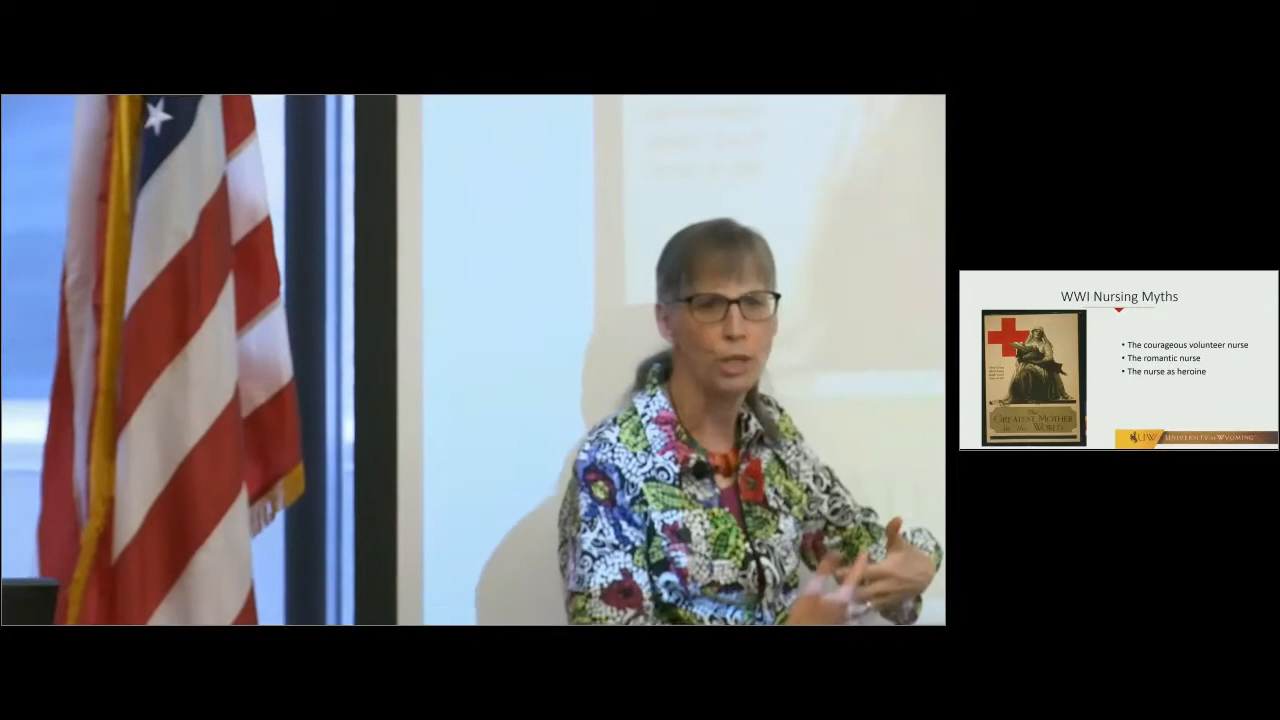 WWI Nursing Myths
• The courageous volunteer nurse
• The romantic nurse
• The nurse as heroine
The
GREATEST MOTHER
in the WORLD
UW
UNIVERSITY OF WYOMING